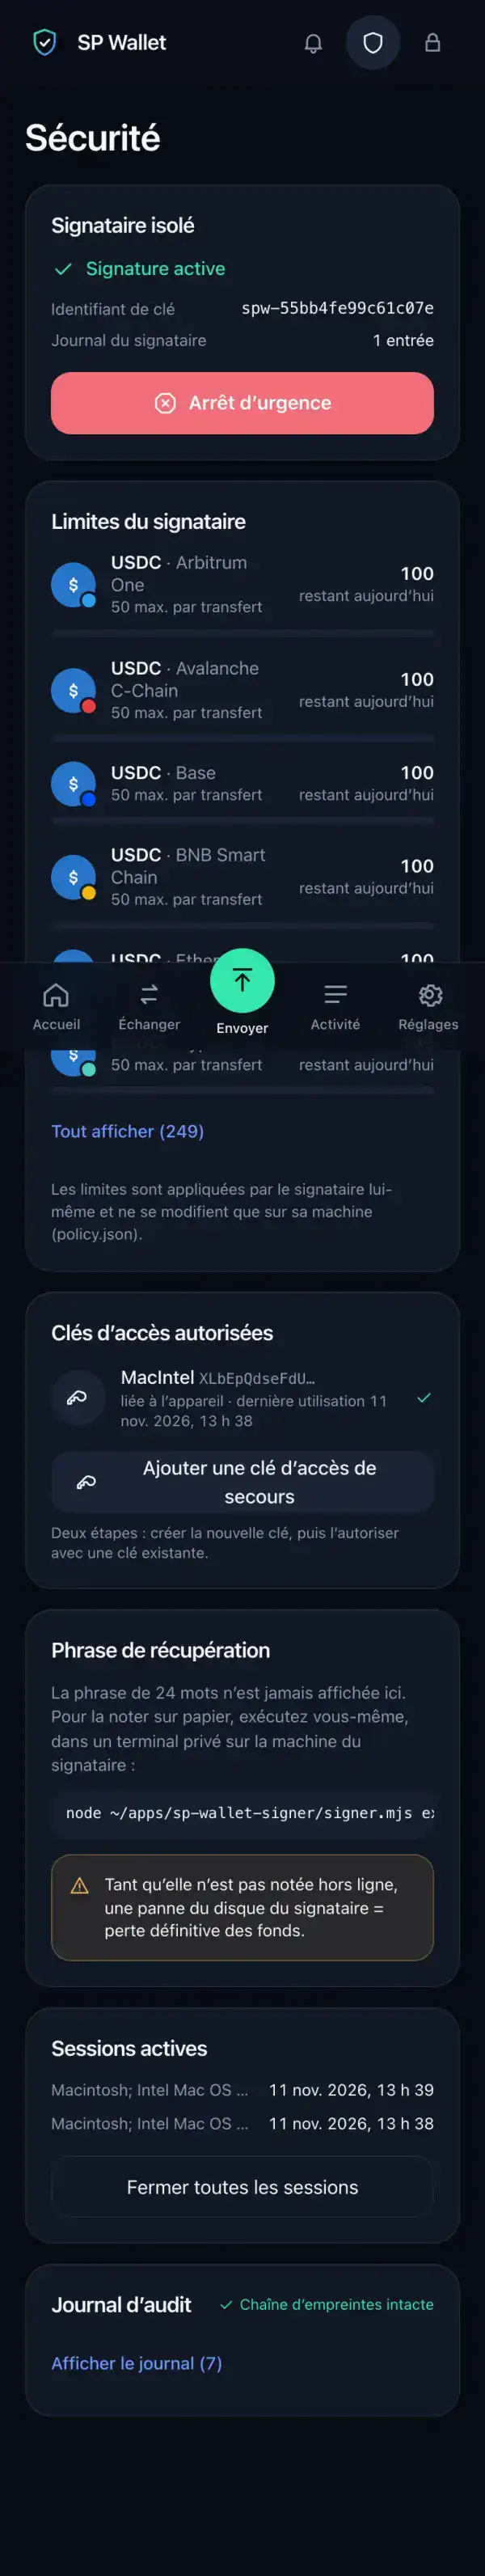 SP Wallet
Sécurité
Signataire isolé
Signature active
Identifiant de clé spw-55bb4fe99c61c07e
Journal du signataire 1 entrée
Arrêt d’urgence
Limites du signataire
USDC · Arbitrum One
50 max. par transfert
100
restant aujourd’hui
USDC · Avalanche C-Chain
50 max. par transfert
100
restant aujourd’hui
USDC · Base
50 max. par transfert
100
restant aujourd’hui
USDC · BNB Smart Chain
50 max. par transfert
100
restant aujourd’hui
USDC
100
Accueil
Échanger
Envoyer
Activité
Réglages
50 max. par transfert
restant aujourd’hui
Tout afficher (249)
Les limites sont appliquées par le signataire lui-
même et ne se modifient que sur sa machine
(policy.json).
Clés d’accès autorisées
MacIntel XLbEpQdseFdU…
liée à l’appareil · dernière utilisation 11
nov. 2026, 13 h 38
Ajouter une clé d’accès de
secours
Deux étapes : créer la nouvelle clé, puis l’autoriser
avec une clé existante.
Phrase de récupération
La phrase de 24 mots n’est jamais affichée ici.
Pour la noter sur papier, exécutez vous-même,
dans un terminal privé sur la machine du
signataire :
node ~/apps/sp-wallet-signer/signer.mjs ex
Tant qu’elle n’est pas notée hors ligne,
une panne du disque du signataire =
perte définitive des fonds.
Sessions actives
Macintosh; Intel Mac OS ... 11 nov. 2026, 13 h 39
Macintosh; Intel Mac OS ... 11 nov. 2026, 13 h 38
Fermer toutes les sessions
Journal d’audit
Chaîne d’empreintes intacte
Afficher le journal (7)